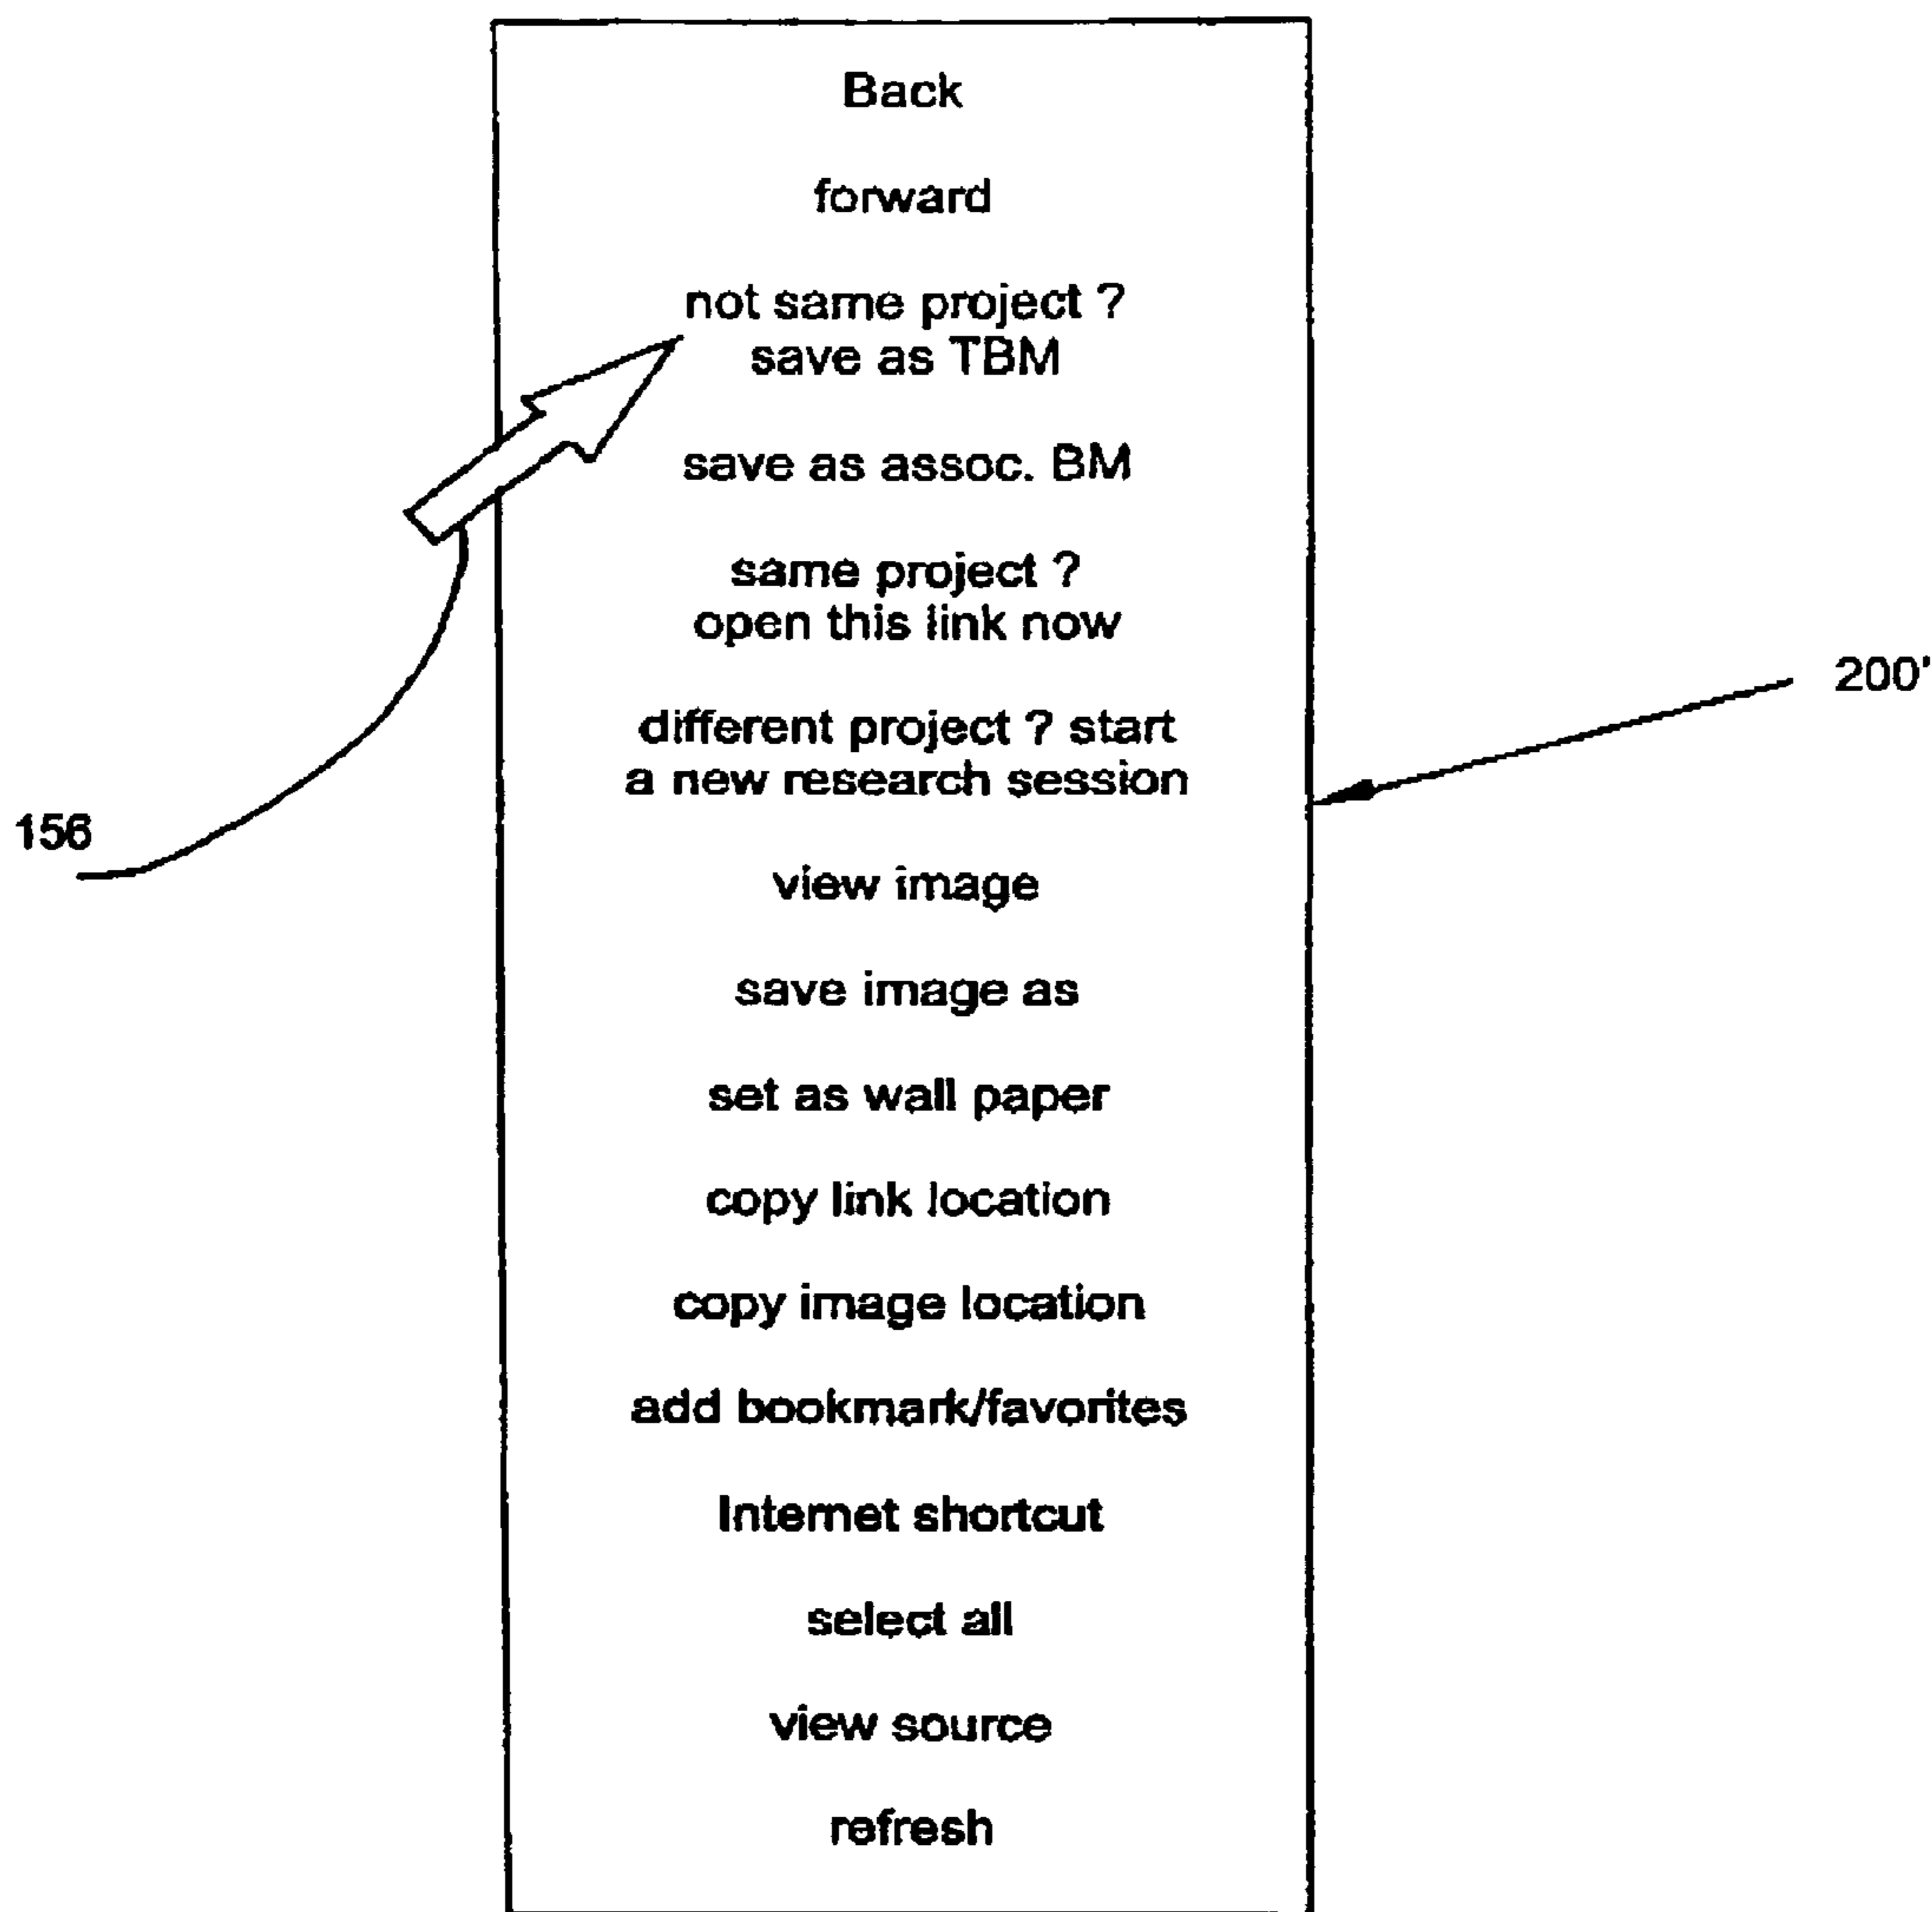 Back
forward
not same project ?
save as TBM
save as assoc. BM
same project ?
open this link now
200'
different project ? start
a new research session
156
view image
save image as
set as wall paper
copy link location
copy image location
add bookmark/favorites
Internet shortcut
select all
view source
refresh